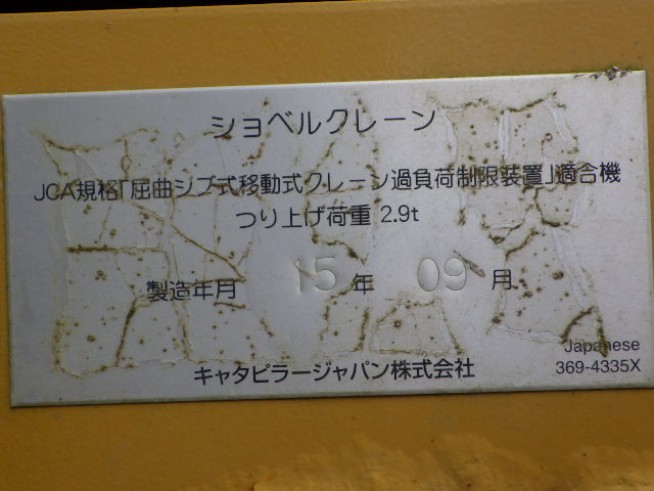 ショベルクレーン
JCA規格「屈曲ジブ式移動式クレーン過負荷制限装置」適合機
つり上げ荷重 2.9t
製造年月 15 年 09 月
キャタピラージャパン株式会社
Japanese
369-4335X